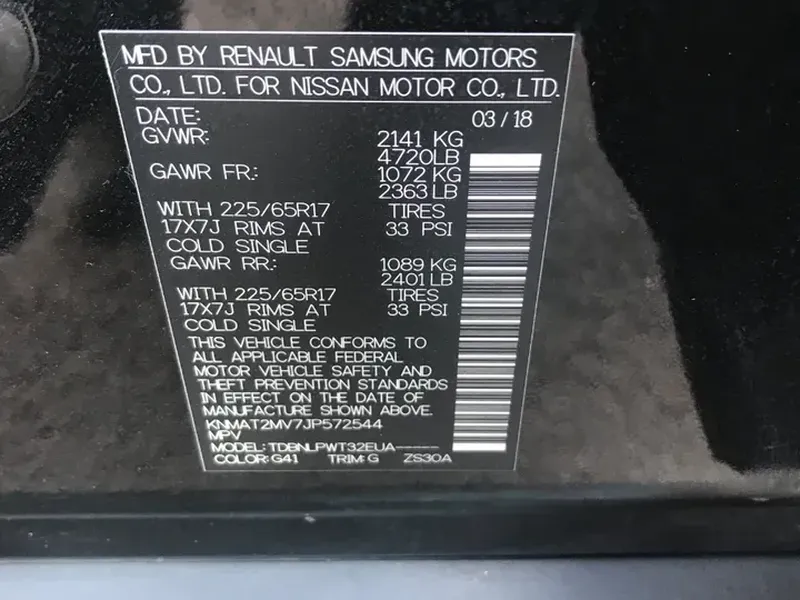 MFD BY RENAULT SAMSUNG MOTORS
CO., LTD. FOR NISSAN MOTOR CO., LTD.
DATE: 03/18
GVWR: 2141 KG
4720LB
GAWR FR: 1072 KG
2363 LB
WITH 225/65R17 TIRES
17X7J RIMS AT 33 PSI
COLD SINGLE
GAWR RR: 1089 KG
2401 LB
WITH 225/65R17 TIRES
17X7J RIMS AT 33 PSI
COLD SINGLE
THIS VEHICLE CONFORMS TO
ALL APPLICABLE FEDERAL
MOTOR VEHICLE SAFETY AND
THEFT PREVENTION STANDARDS
IN EFFECT ON THE DATE OF
MANUFACTURE SHOWN ABOVE.
KNMAT2MV7JP572544
MPV
MODEL: TDBNLPWT32EUA-----
COLOR: G41 TRIM: G ZS30A